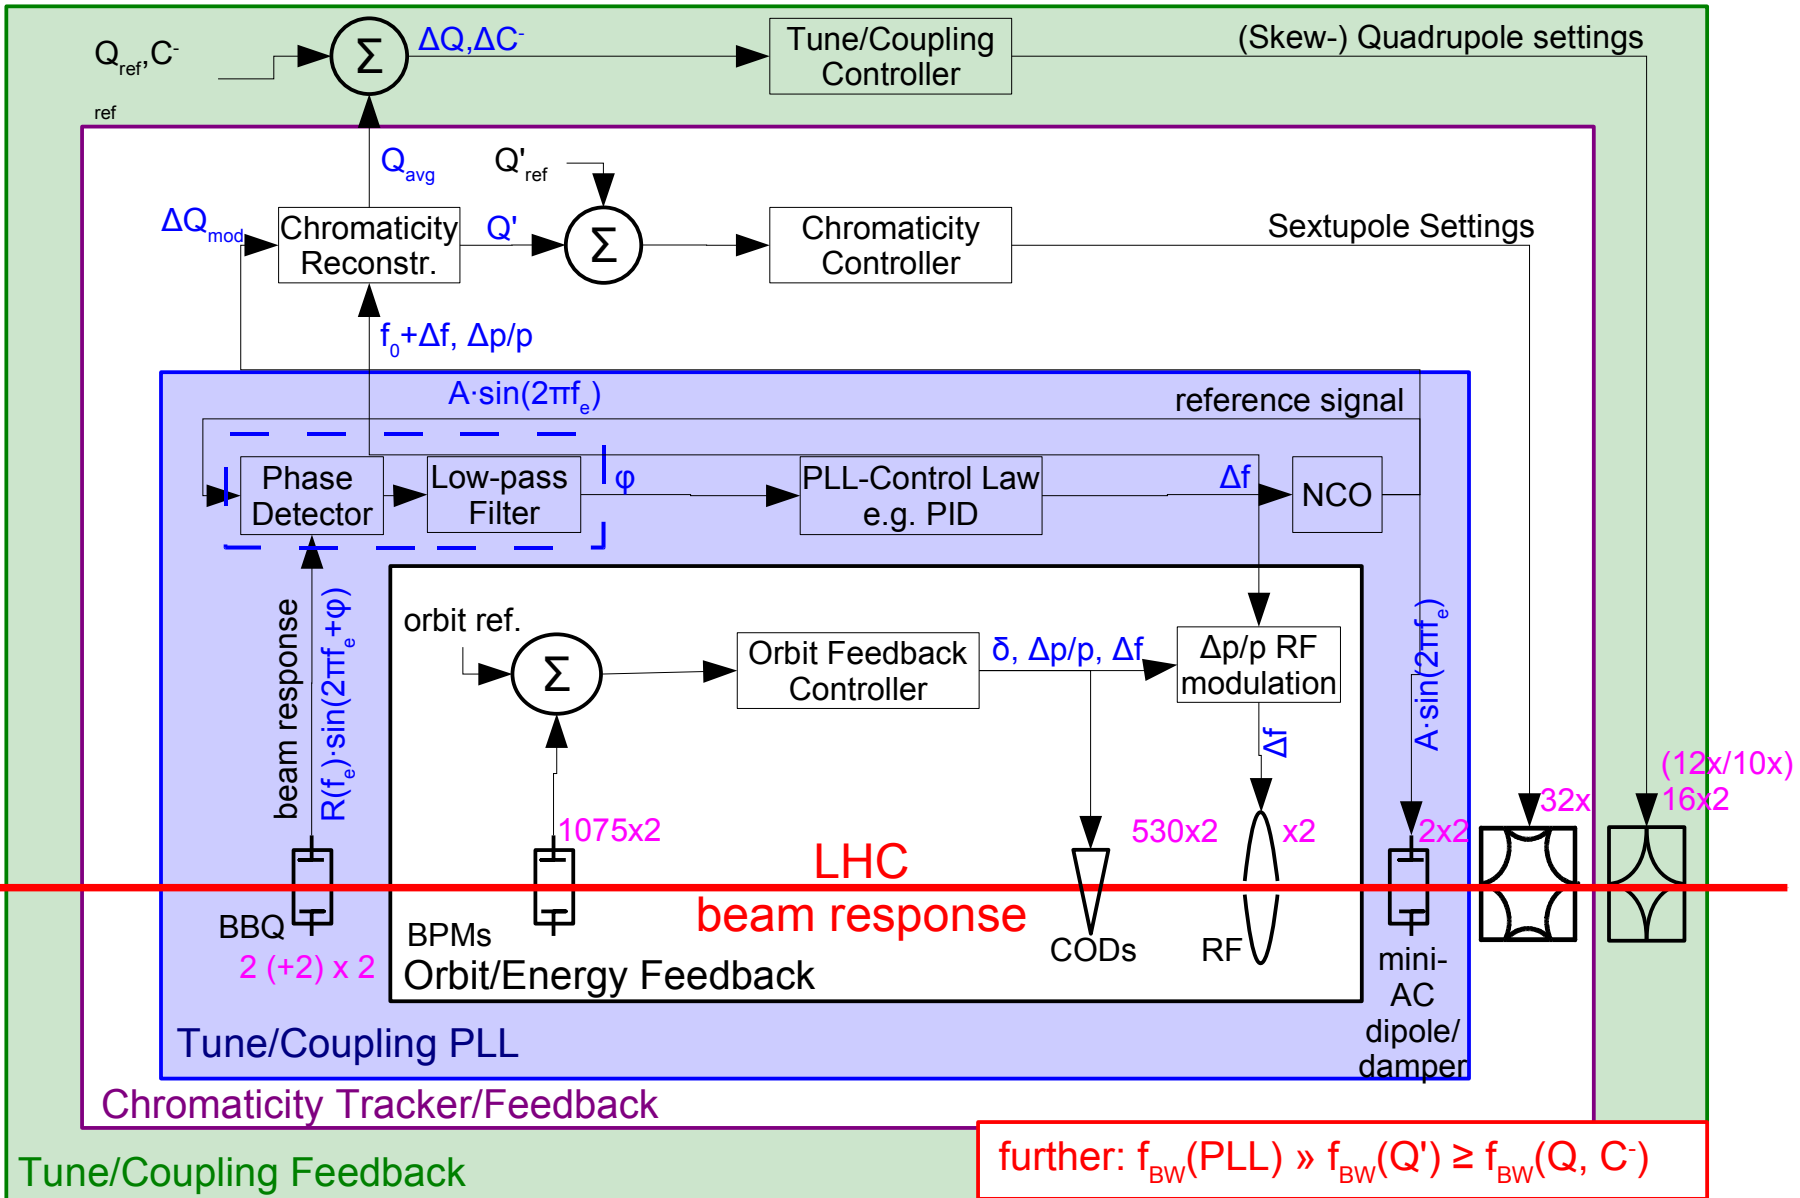 Q_ref,C⁻
ref
Σ
ΔQ,ΔC⁻
Tune/Coupling
Controller
(Skew-) Quadrupole settings
Q_avg
Q'_ref
ΔQ_mod
Chromaticity
Reconstr.
Q'
Σ
Chromaticity
Controller
Sextupole Settings
f_0+Δf, Δp/p
A·sin(2πf_e)
reference signal
Phase
Detector
Low-pass
Filter
φ
PLL-Control Law
e.g. PID
Δf
NCO
beam response
R(f_e)·sin(2πf_e+φ)
orbit ref.
Σ
Orbit Feedback
Controller
δ, Δp/p, Δf
Δp/p RF
modulation
Δf
A·sin(2πf_e)
(12x/10x)
16x2
32x
1075x2
530x2
x2
2x2
LHC
beam response
BBQ
2 (+2) x 2
BPMs
CODs
RF
mini-
AC
dipole/
damper
Orbit/Energy Feedback
Tune/Coupling PLL
Chromaticity Tracker/Feedback
Tune/Coupling Feedback
further: f_BW(PLL) » f_BW(Q') ≥ f_BW(Q, C⁻)